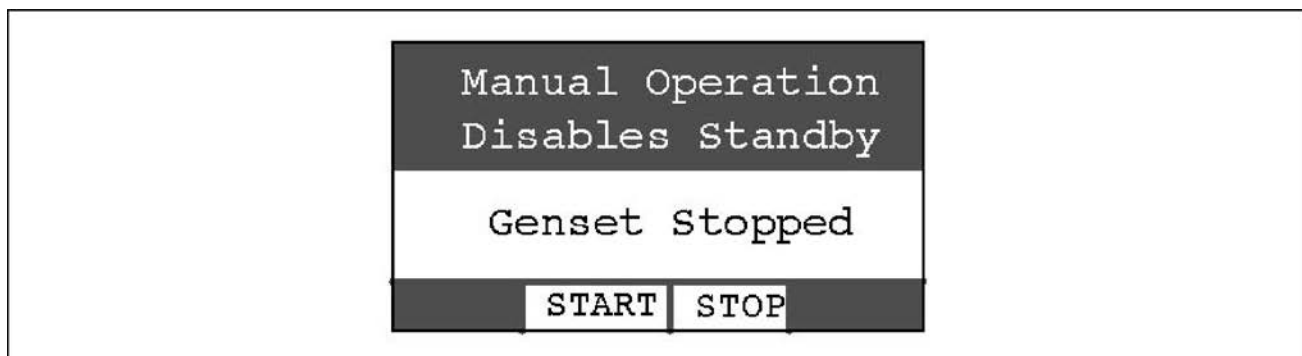 Manual Operation
Disables Standby
Genset Stopped
START STOP